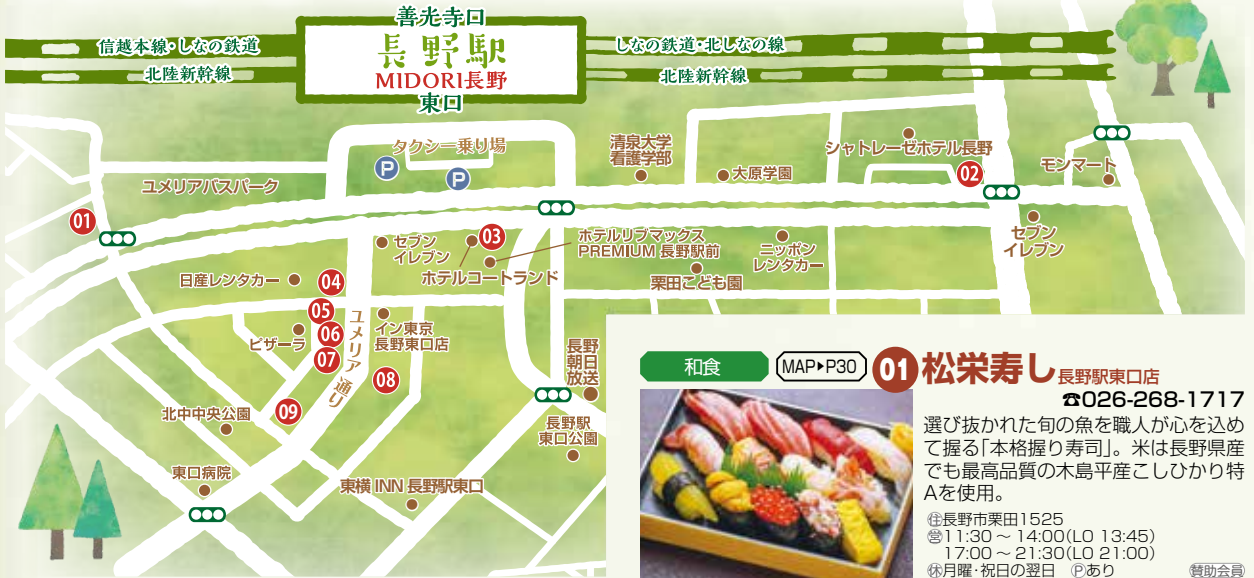 善光寺口
信越本線・しなの鉄道
長野駅
しなの鉄道・北しなの線
北陸新幹線
MIDORI長野
北陸新幹線
東口
タクシー乗り場
P
P
清泉大学
看護学部
シャトレーゼホテル長野
大原学園
02
モンマート
ユメリアバスパーク
01
セブン
イレブン
03
ホテルコートランド
ホテルリブマックス
PREMIUM 長野駅前
ニッポン
レンタカー
セブン
イレブン
栗田こども園
日産レンタカー
04
05
ピザーラ
06
07
ユメリア通り
イン東京
長野東口店
08
長野
朝日
放送
09
北中中央公園
長野駅
東口公園
東口病院
東横 INN 長野駅東口
和食
MAP▶P30
01 松栄寿し 長野駅東口店
☎026-268-1717
選び抜かれた旬の魚を職人が心を込め
て握る「本格握り寿司」。米は長野県産
でも最高品質の木島平産こしひかり特
Aを使用。
㊟長野市栗田1525
㊡11:30 ~ 14:00(LO 13:45)
17:00 ~ 21:30(LO 21:00)
㊡月曜・祝日の翌日 Ⓟあり
賛助会員